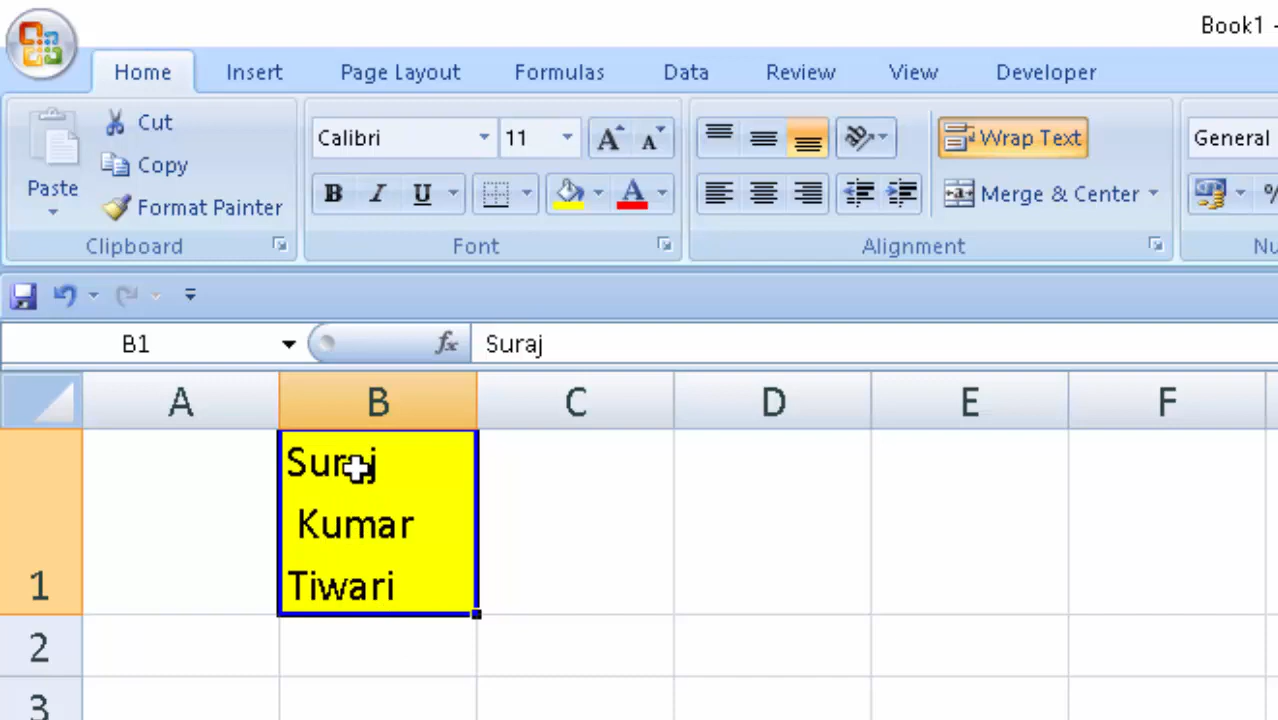 Book1 -
Home Insert Page Layout Formulas Data Review View Developer
Cut
Copy
Format Painter
Paste
Clipboard
Calibri 11
B I U A
Font
Wrap Text
Merge & Center
Alignment
General
%
Nu
B1 fx Suraj
A B C D E F
1 Suraj
Kumar
Tiwari
2
3